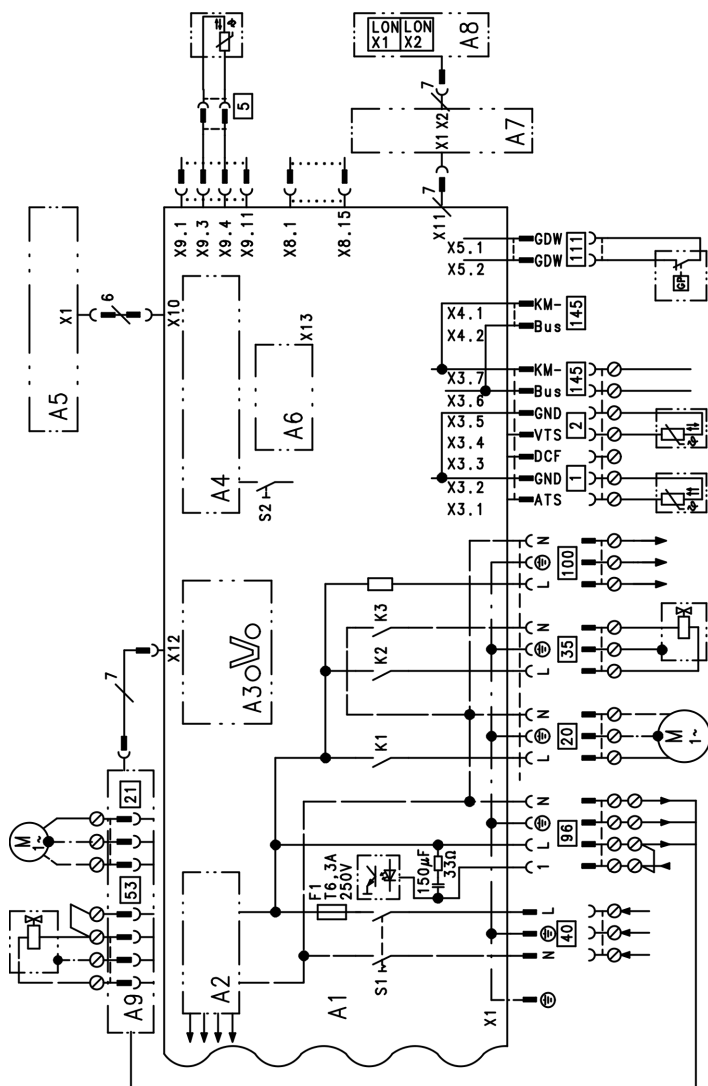 LON LON
X1 X2
A8
5
7
X1 X2
A7
7
A5
X1
6
X9.1
X9.3
X9.4
X9.11
X8.1
X8.15
X11
X10
X5.1
X5.2
GDW
GDW
111
GP
A4
A6
X13
S2
X4.1
X4.2
KM-
Bus
145
X3.7
X3.6
X3.5
X3.4
X3.3
X3.2
X3.1
KM-
Bus
GND
VTS
DCF
GND
ATS
145
2
1
X12
A3
7
K3
K2
K1
N
L
100
N
L
35
N
L
20
M
1~
N
L
1
96
21
53
M
1~
A9
A2
A1
F1
T6,3A
250V
150µF
33Ω
S1
L
N
40
X1